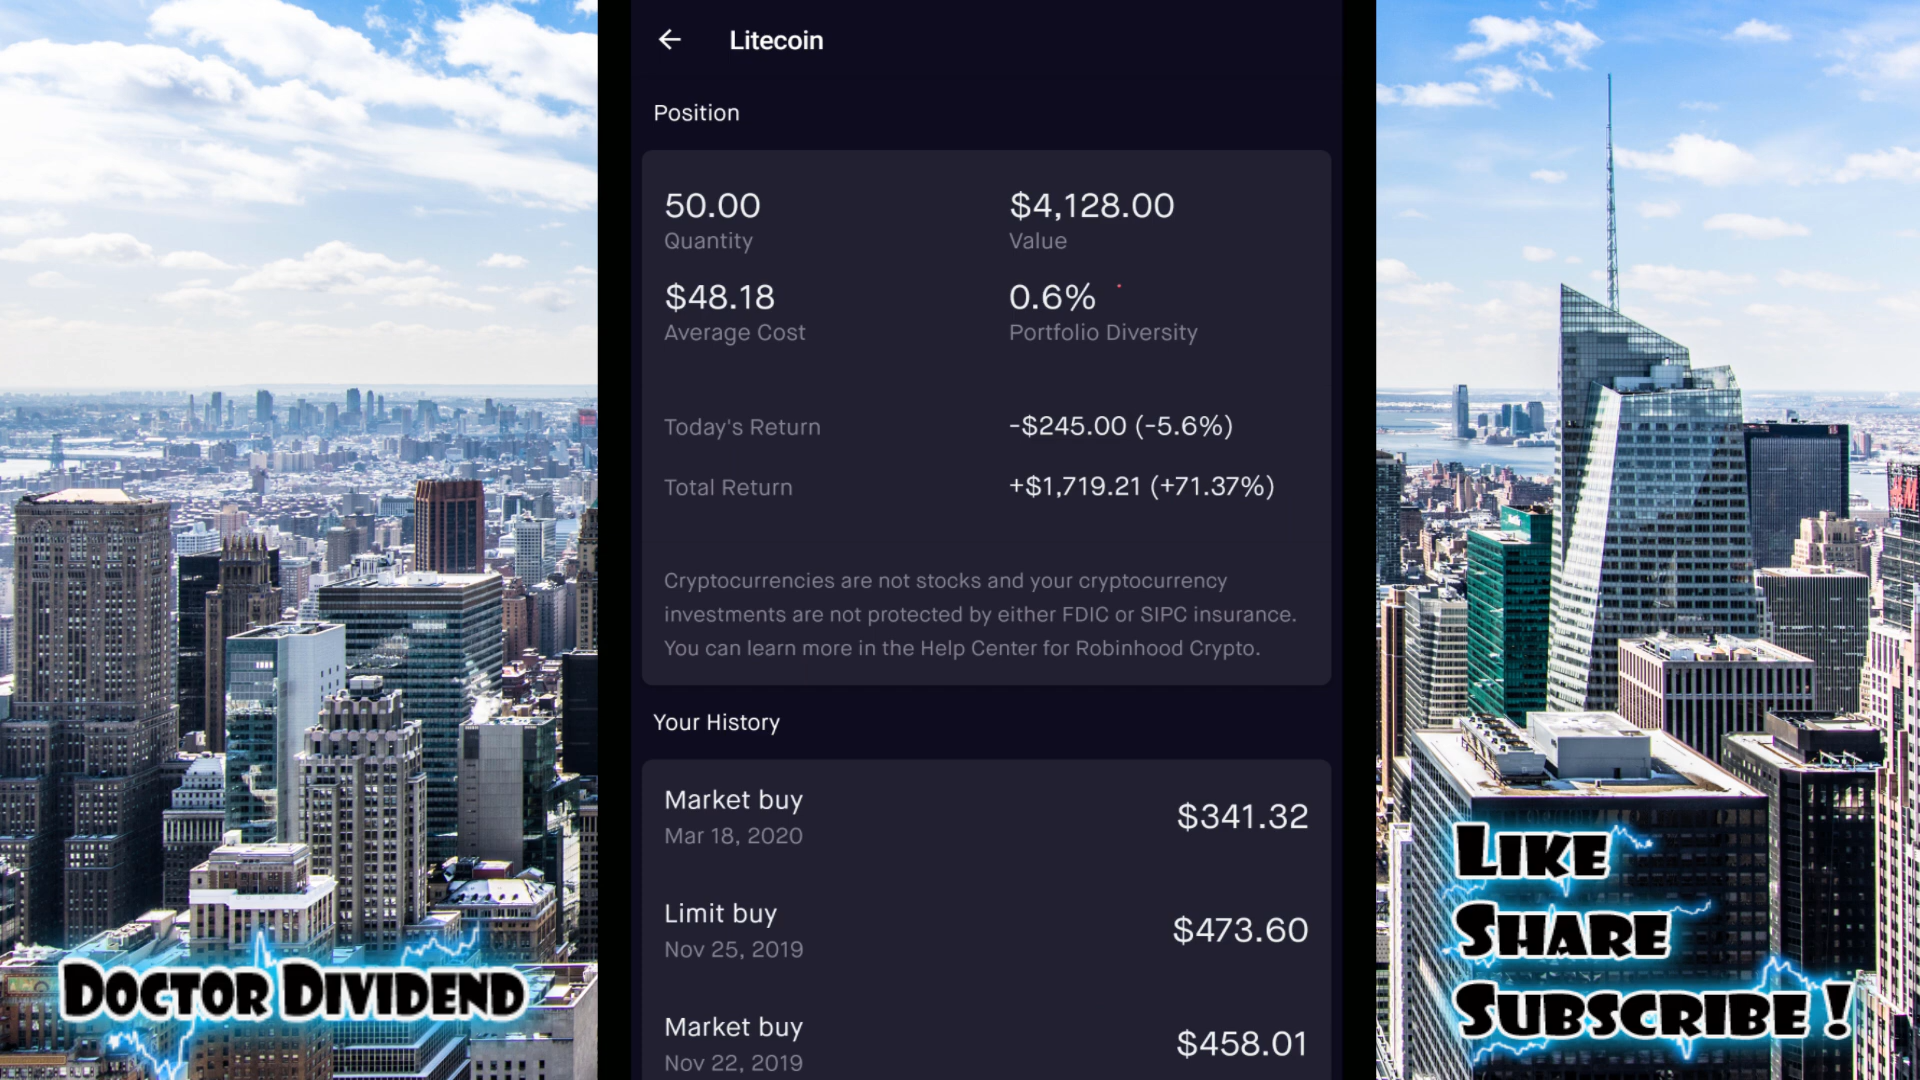 Litecoin
Position
50.00
Quantity
$4,128.00
Value
$48.18
Average Cost
0.6%
Portfolio Diversity
Today's Return
-$245.00 (-5.6%)
Total Return
+$1,719.21 (+71.37%)
Cryptocurrencies are not stocks and your cryptocurrency
investments are not protected by either FDIC or SIPC insurance.
You can learn more in the Help Center for Robinhood Crypto.
Your History
Market buy
Mar 18, 2020
$341.32
Limit buy
Nov 25, 2019
$473.60
Market buy
Nov 22, 2019
$458.01
DOCTOR DIVIDEND
LIKE
SHARE
SUBSCRIBE !